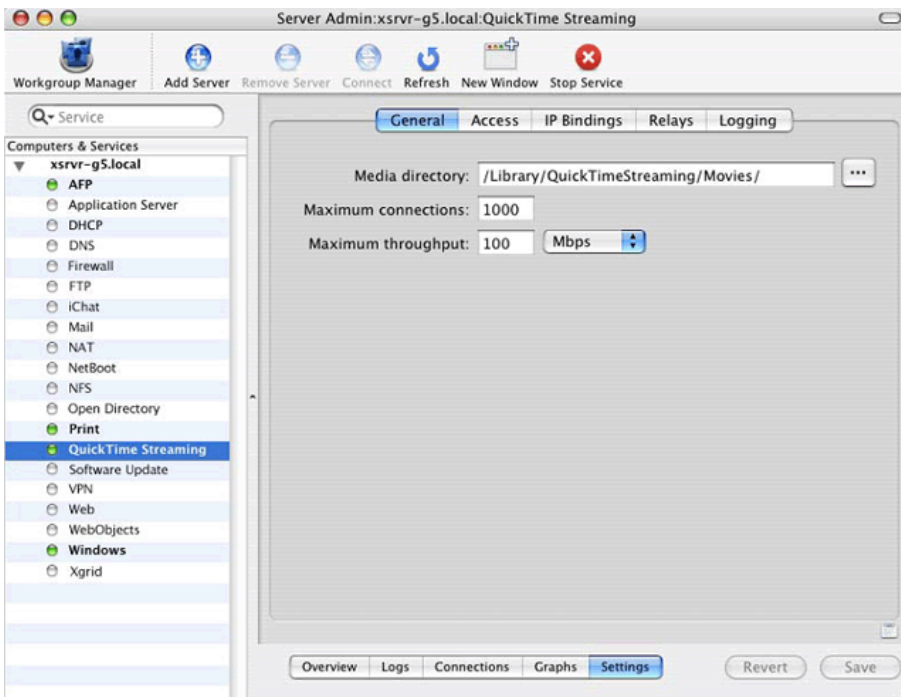 Server Admin:xsrvr-g5.local:QuickTime Streaming
Workgroup Manager Add Server Remove Server Connect Refresh New Window Stop Service
Service
Computers & Services
xsrvr-g5.local
AFP
Application Server
DHCP
DNS
Firewall
FTP
iChat
Mail
NAT
NetBoot
NFS
Open Directory
Print
QuickTime Streaming
Software Update
VPN
Web
WebObjects
Windows
Xgrid
General Access IP Bindings Relays Logging
Media directory: /Library/QuickTimeStreaming/Movies/ ...
Maximum connections: 1000
Maximum throughput: 100 Mbps
Overview Logs Connections Graphs Settings Revert Save